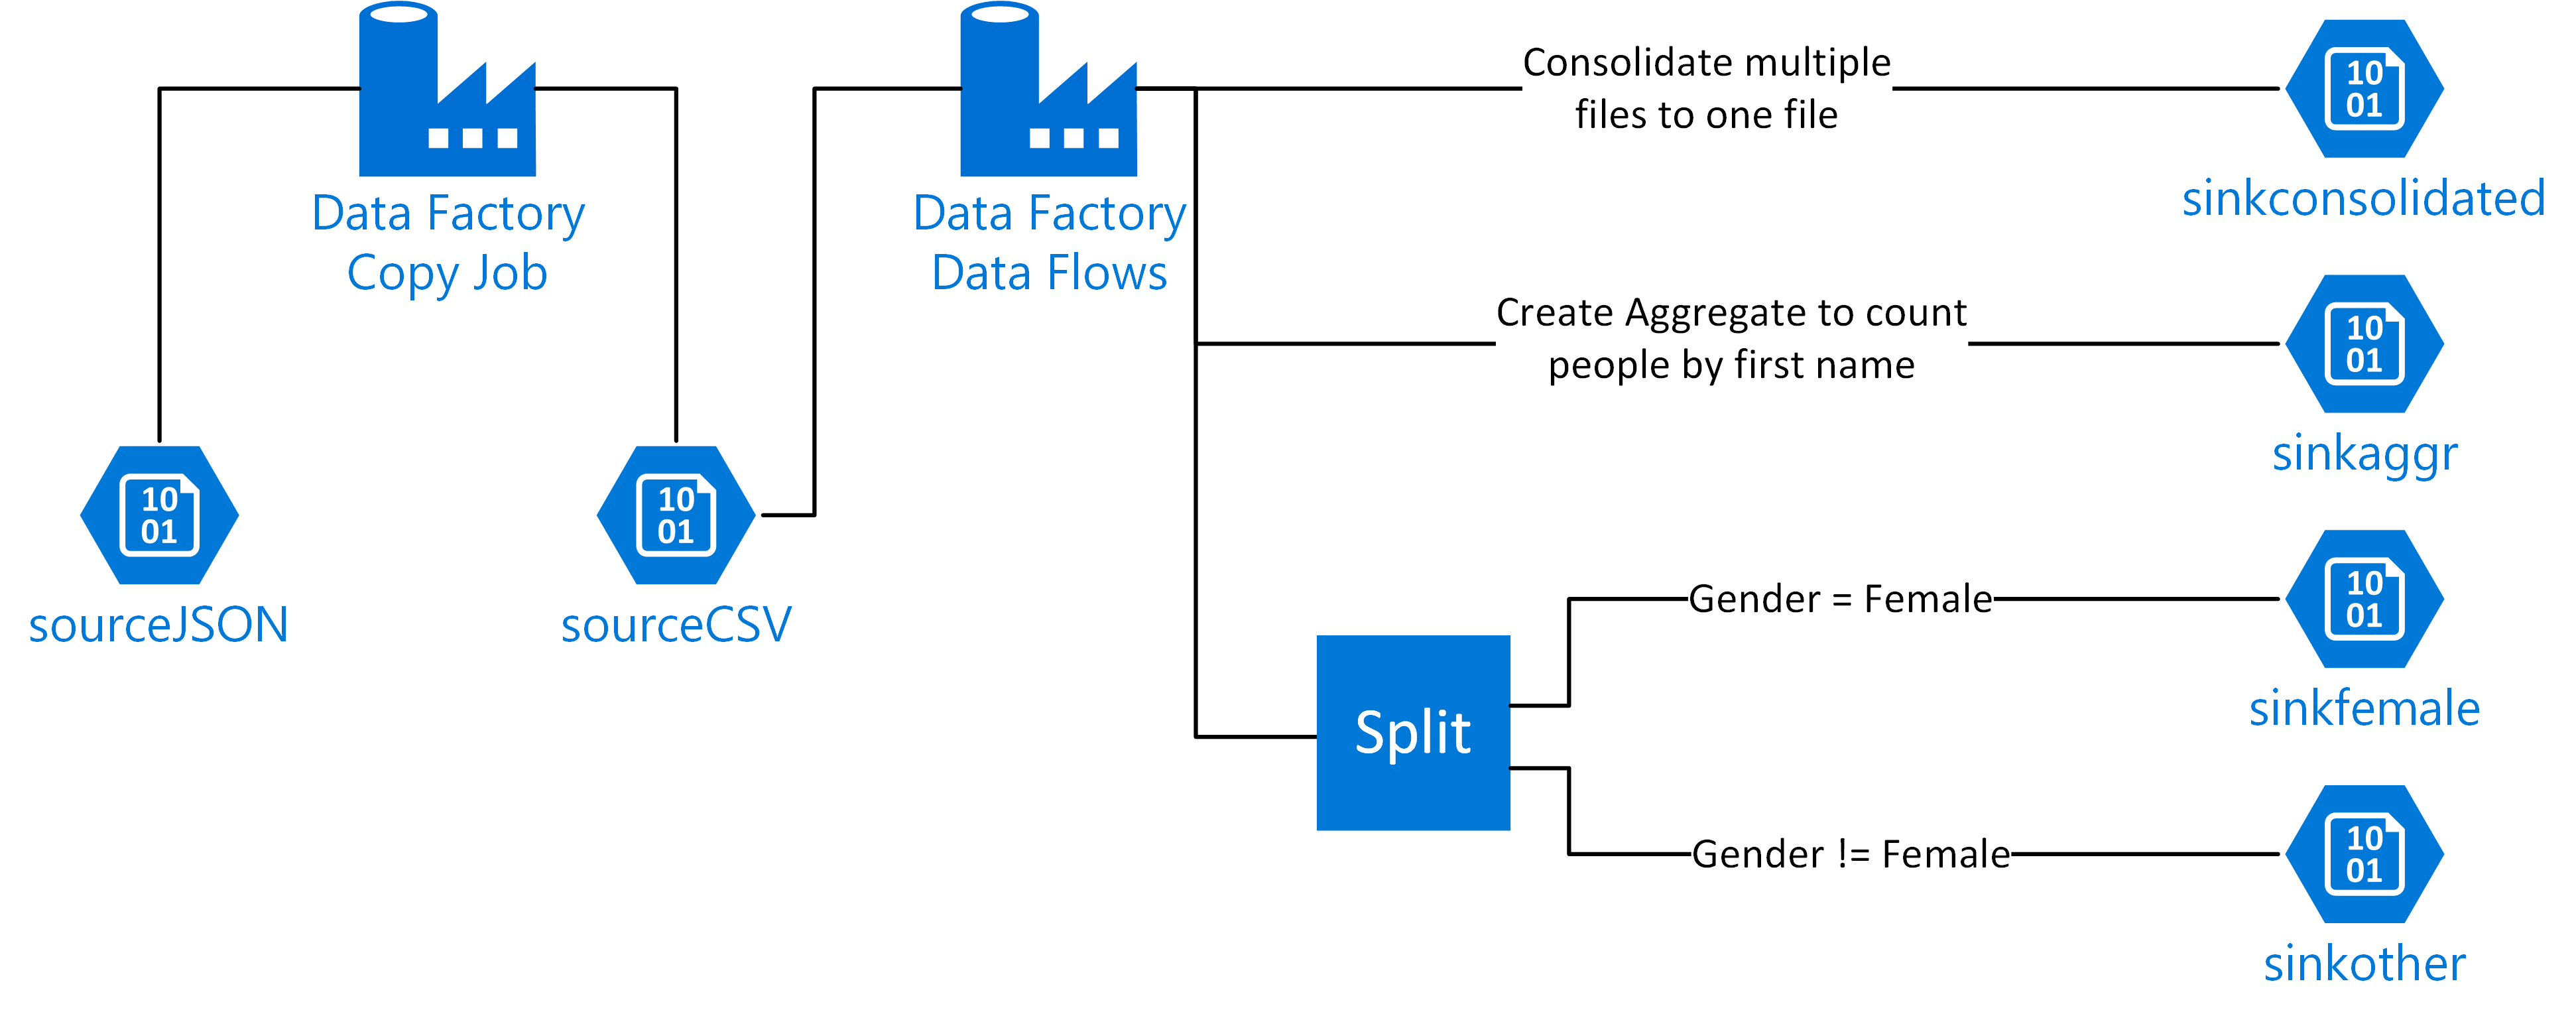 Data Factory
Copy Job
Data Factory
Data Flows
Consolidate multiple
files to one file
10
01
sinkconsolidated
Create Aggregate to count
people by first name
10
01
sinkaggr
10
01
sourceJSON
10
01
sourceCSV
Gender = Female
10
01
sinkfemale
Split
Gender != Female
10
01
sinkother